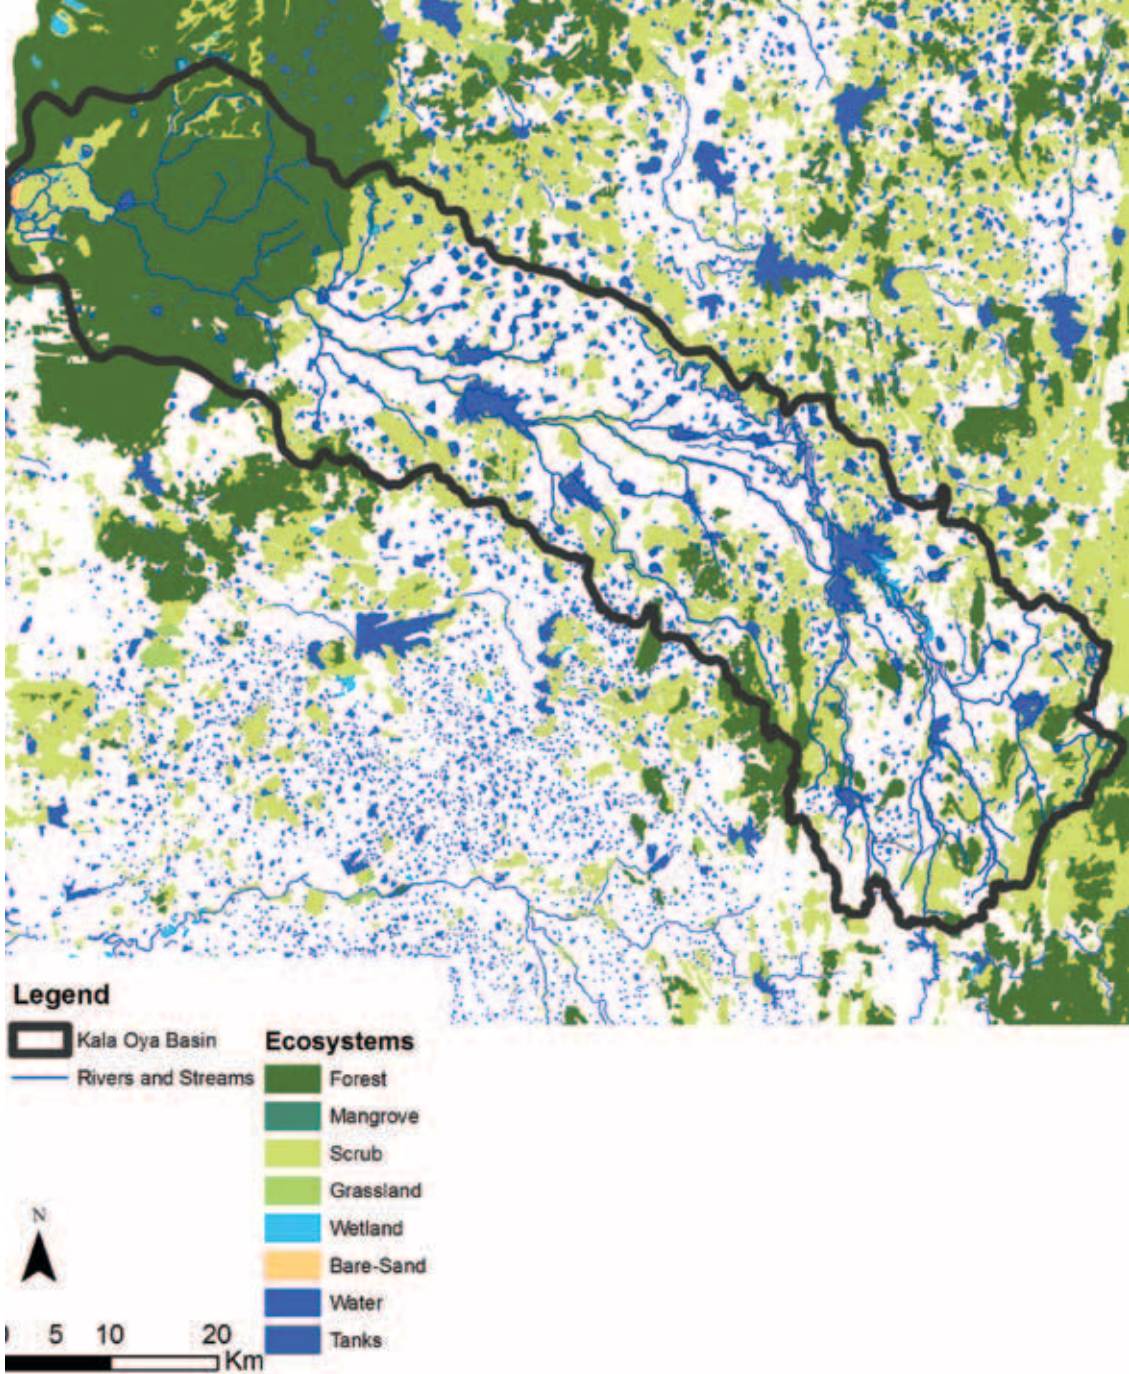 Legend
Kala Oya Basin
Rivers and Streams
Ecosystems
Forest
Mangrove
Scrub
Grassland
Wetland
Bare-Sand
Water
Tanks
N
5 10 20
Km